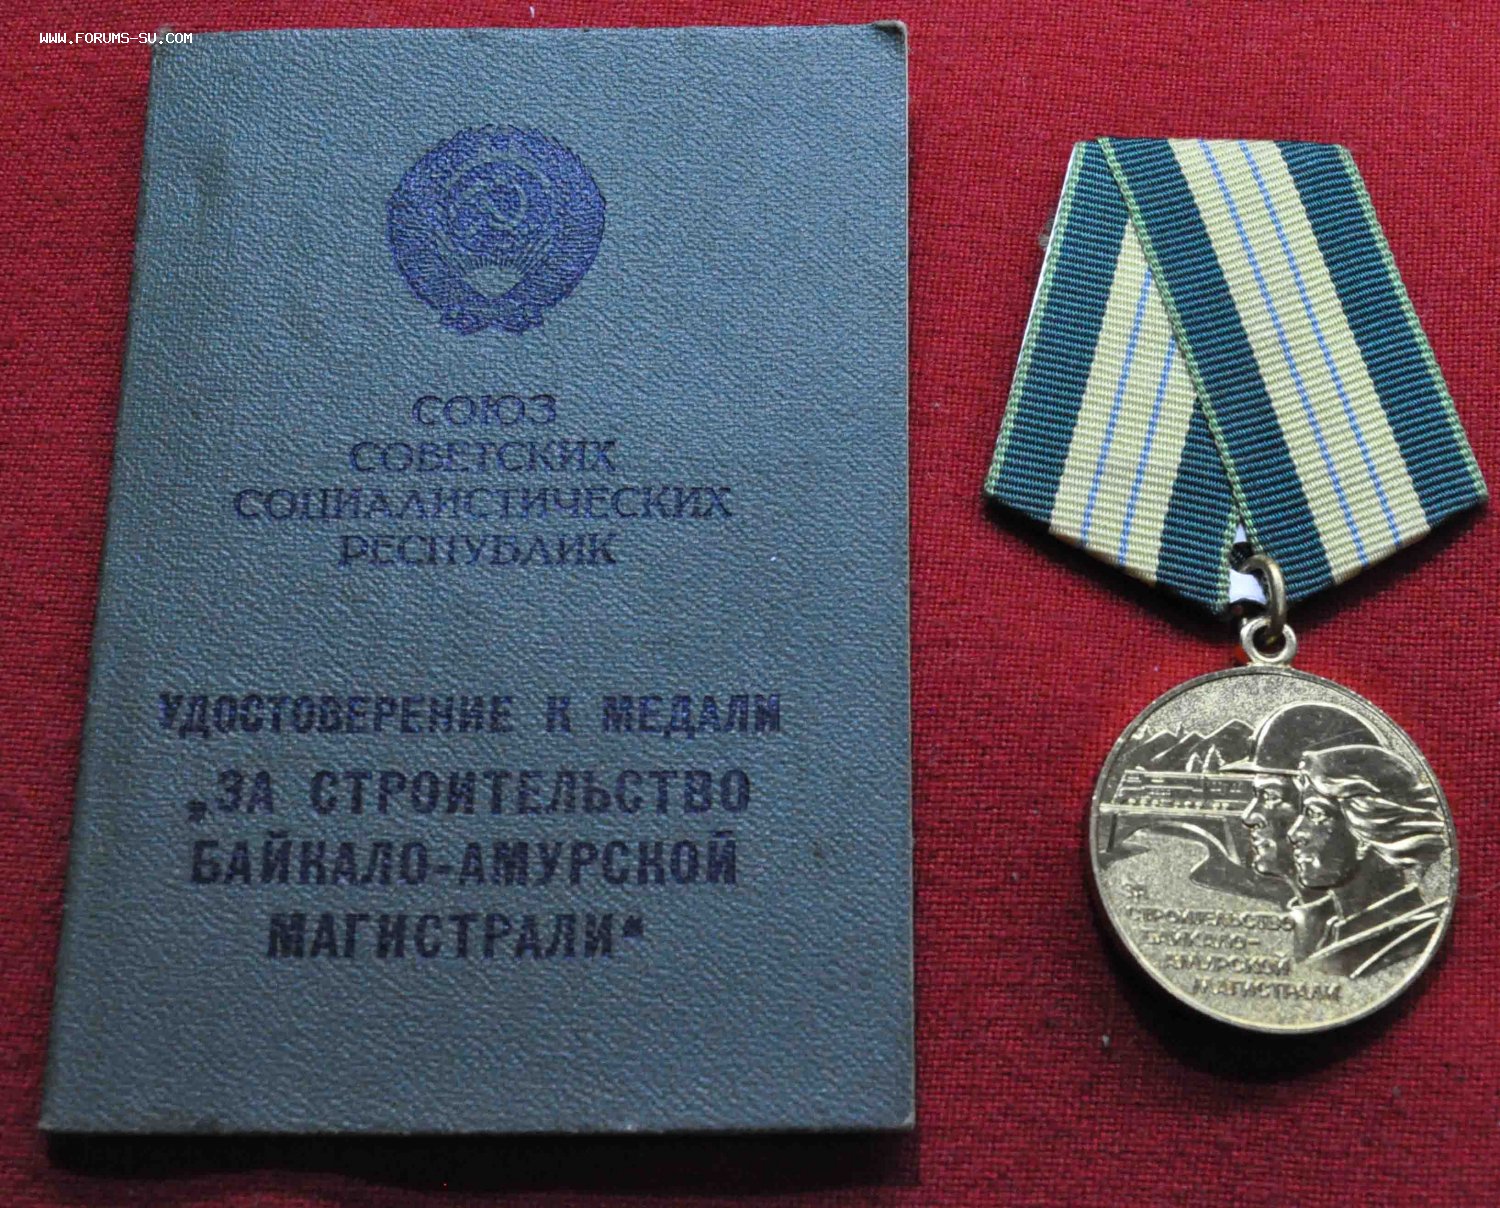 WWW.FORUMS-SU.COM
СОЮЗ
СОВЕТСКИХ
СОЦИАЛИСТИЧЕСКИХ
РЕСПУБЛИК
УДОСТОВЕРЕНИЕ К МЕДАЛИ
„ЗА СТРОИТЕЛЬСТВО
БАЙКАЛО-АМУРСКОЙ
МАГИСТРАЛИ“
ЗА
СТРОИТЕЛЬСТВО
БАЙКАЛО-
АМУРСКОЙ
МАГИСТРАЛИ